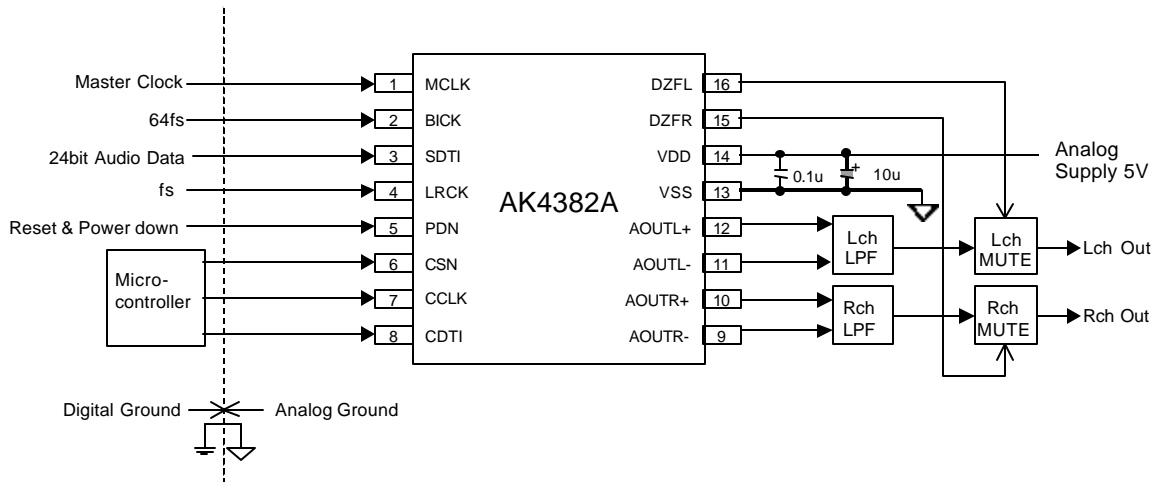 Master Clock
1
MCLK
DZFL
16
64fs
2
BICK
DZFR
15
24bit Audio Data
3
SDTI
VDD
14
Analog
Supply 5V
0.1u
+
10u
fs
4
LRCK
VSS
13
AK4382A
Reset & Power down
5
PDN
AOUTL+
12
Lch
LPF
Lch
MUTE
Lch Out
Micro-
controller
6
CSN
AOUTL-
11
7
CCLK
AOUTR+
10
Rch
LPF
Rch
MUTE
Rch Out
8
CDTI
AOUTR-
9
Digital Ground
Analog Ground